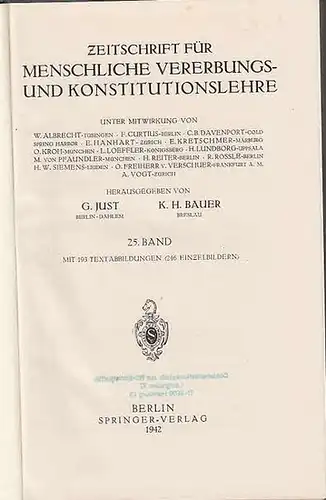 ZEITSCHRIFT FÜR
MENSCHLICHE VERERBUNGS-
UND KONSTITUTIONSLEHRE
UNTER MITWIRKUNG VON
W. ALBRECHT-TÜBINGEN · F. CURTIUS-BERLIN · C. B. DAVENPORT-COLD
SPRING HARBOR · E. HANHART-ZÜRICH · E. KRETSCHMER-MARBURG
O. KROH-MÜNCHEN · L. LOEFFLER-KÖNIGSBERG · H. LUNDBORG-UPPSALA
M. VON PFAUNDLER-MÜNCHEN · H. REITER-BERLIN · R. RÖSSLE-BERLIN
H. W. SIEMENS-LEIDEN · O. FREIHERR v. VERSCHUER-FRANKFURT A. M.
A. VOGT-ZÜRICH
HERAUSGEGEBEN VON
G. JUST K. H. BAUER
BERLIN-DAHLEM BRESLAU
25. BAND
MIT 193 TEXTABBILDUNGEN (246 EINZELBILDERN)
S
BERLIN
SPRINGER-VERLAG
1942